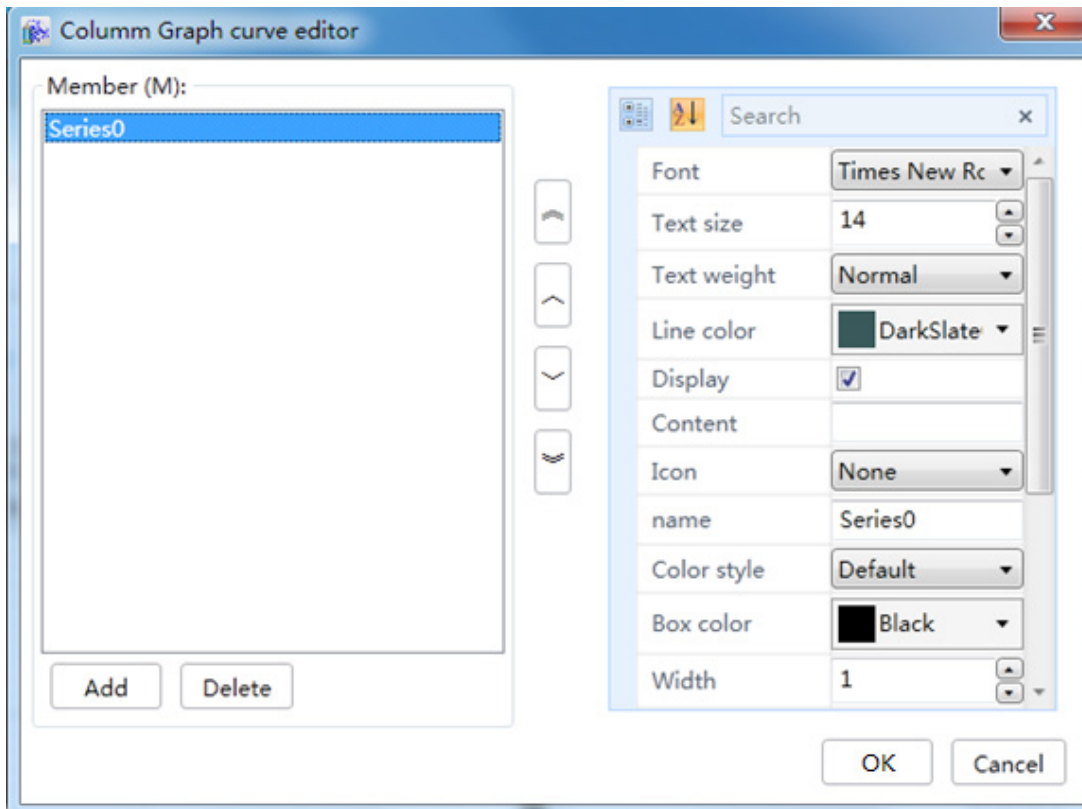 Columm Graph curve editor
Member (M):
Series0
Search
Font Times New Rc
Text size 14
Text weight Normal
Line color DarkSlate
Display
Content
Icon None
name Series0
Color style Default
Box color Black
Width 1
Add Delete
OK Cancel